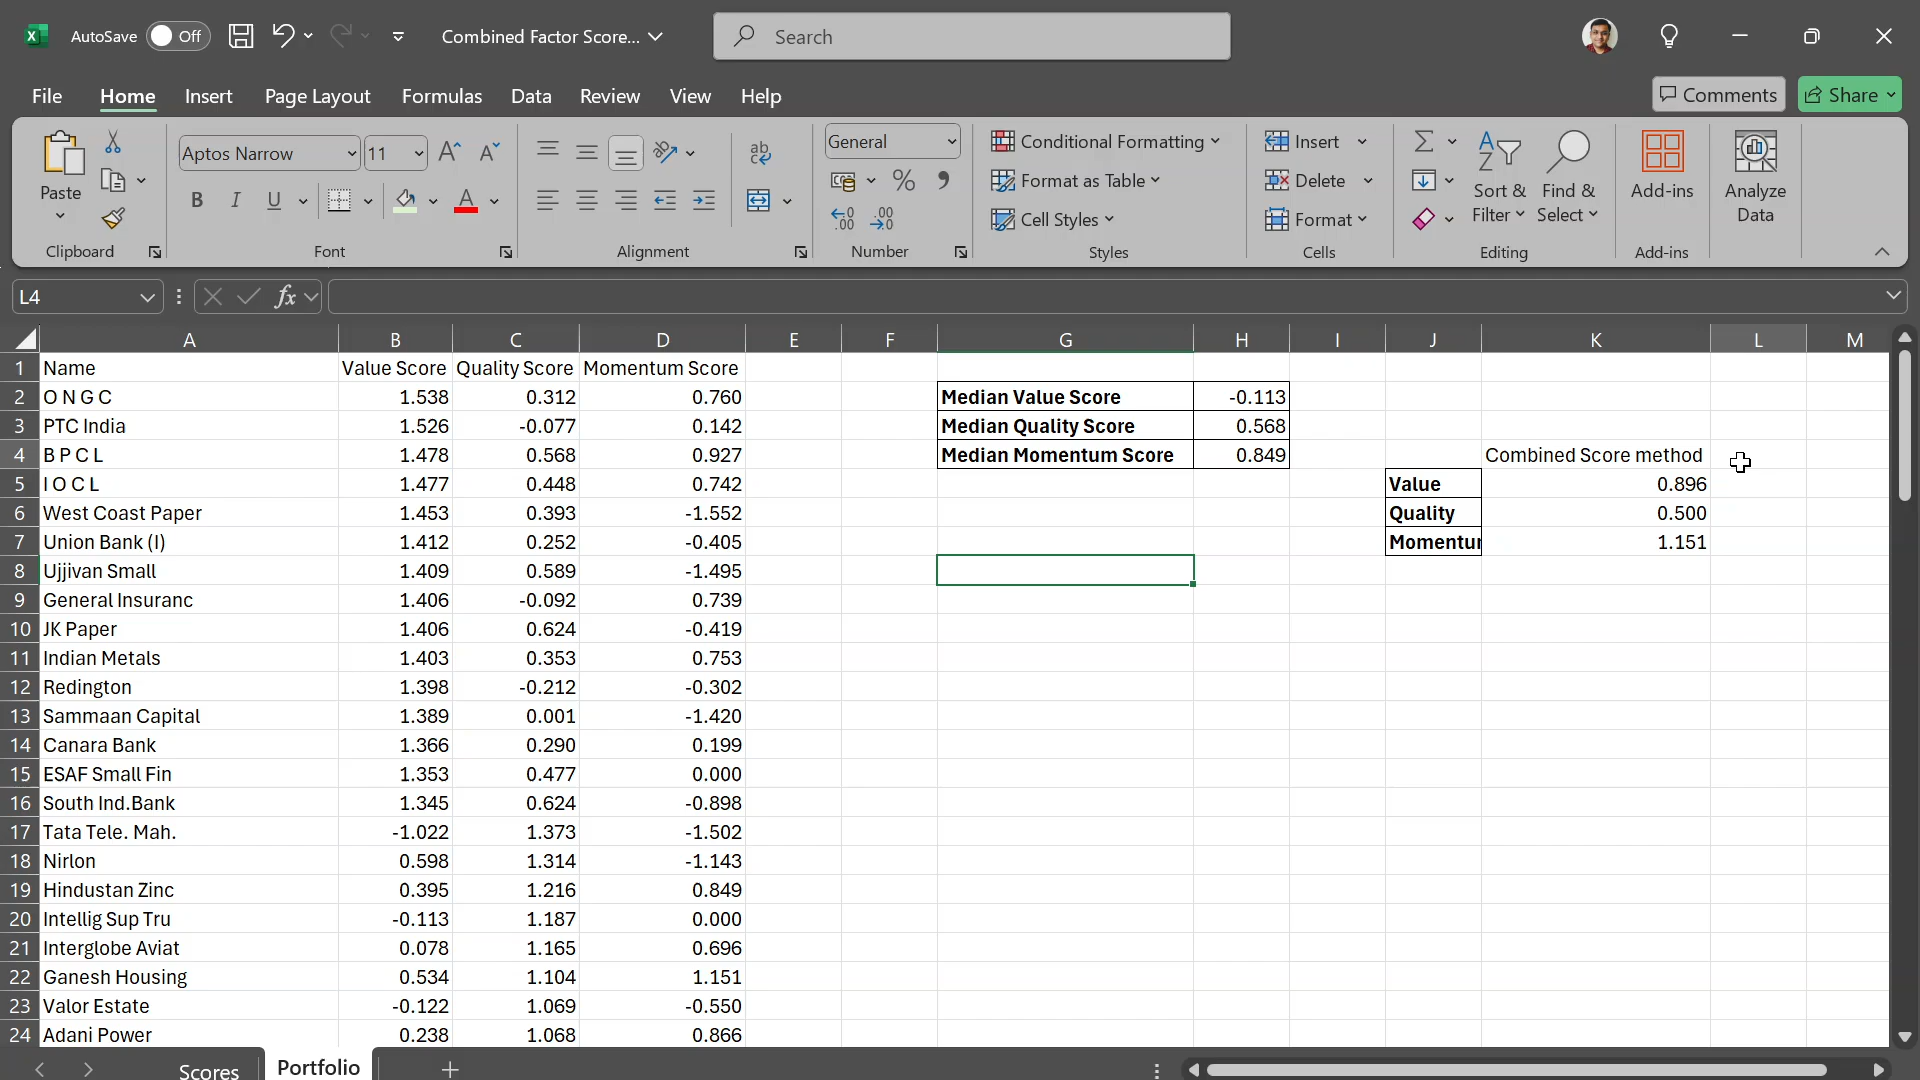 AutoSave Off Combined Factor Score... Search
File Home Insert Page Layout Formulas Data Review View Help Comments Share
Paste Aptos Narrow 11 General Conditional Formatting Insert Sort & Filter Find & Select Add-ins Analyze Data
B I U Format as Table Delete
Cell Styles Format
Clipboard Font Alignment Number Styles Cells Editing Add-ins
L4 fx
A B C D E F G H I J K L M
1 Name Value Score Quality Score Momentum Score
2 O N G C 1.538 0.312 0.760 Median Value Score -0.113
3 PTC India 1.526 -0.077 0.142 Median Quality Score 0.568
4 B P C L 1.478 0.568 0.927 Median Momentum Score 0.849 Combined Score method
5 I O C L 1.477 0.448 0.742 Value 0.896
6 West Coast Paper 1.453 0.393 -1.552 Quality 0.500
7 Union Bank (I) 1.412 0.252 -0.405 Momentu 1.151
8 Ujjivan Small 1.409 0.589 -1.495
9 General Insuranc 1.406 -0.092 0.739
10 JK Paper 1.406 0.624 -0.419
11 Indian Metals 1.403 0.353 0.753
12 Redington 1.398 -0.212 -0.302
13 Sammaan Capital 1.389 0.001 -1.420
14 Canara Bank 1.366 0.290 0.199
15 ESAF Small Fin 1.353 0.477 0.000
16 South Ind.Bank 1.345 0.624 -0.898
17 Tata Tele. Mah. -1.022 1.373 -1.502
18 Nirlon 0.598 1.314 -1.143
19 Hindustan Zinc 0.395 1.216 0.849
20 Intellig Sup Tru -0.113 1.187 0.000
21 Interglobe Aviat 0.078 1.165 0.696
22 Ganesh Housing 0.534 1.104 1.151
23 Valor Estate -0.122 1.069 -0.550
24 Adani Power 0.238 1.068 0.866
Scores Portfolio